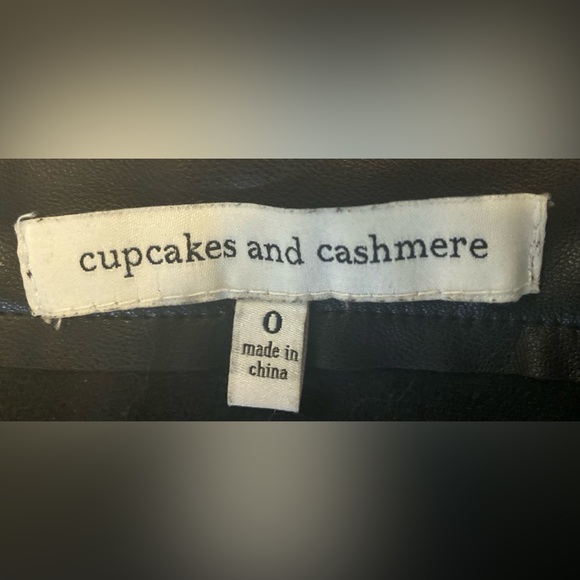 cupcakes and cashmere
0
made in
china